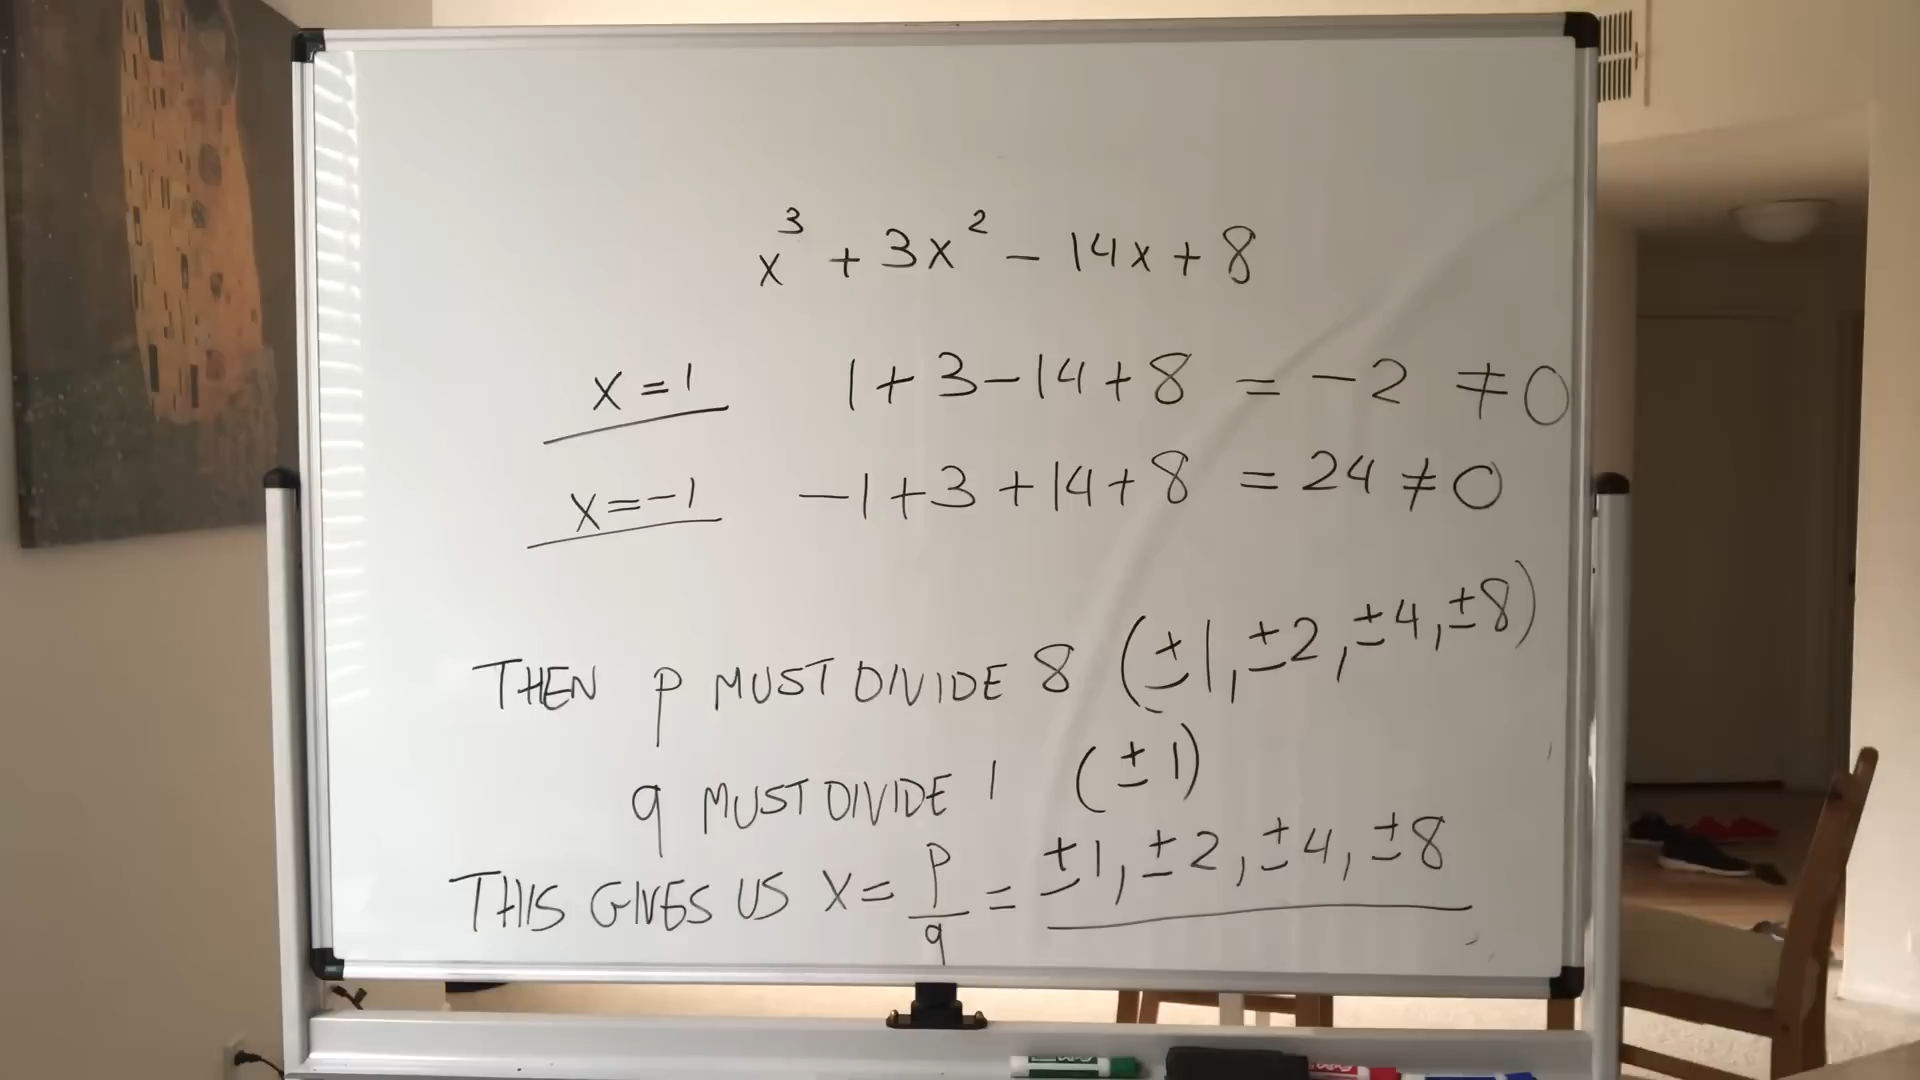 x³ + 3x² - 14x + 8
x = 1 1 + 3 - 14 + 8 = -2 ≠ 0
x = -1 -1 + 3 + 14 + 8 = 24 ≠ 0
THEN p MUST DIVIDE 8 (±1, ±2, ±4, ±8)
q MUST DIVIDE 1 (±1)
THIS GIVES US X = p/q = ±1, ±2, ±4, ±8